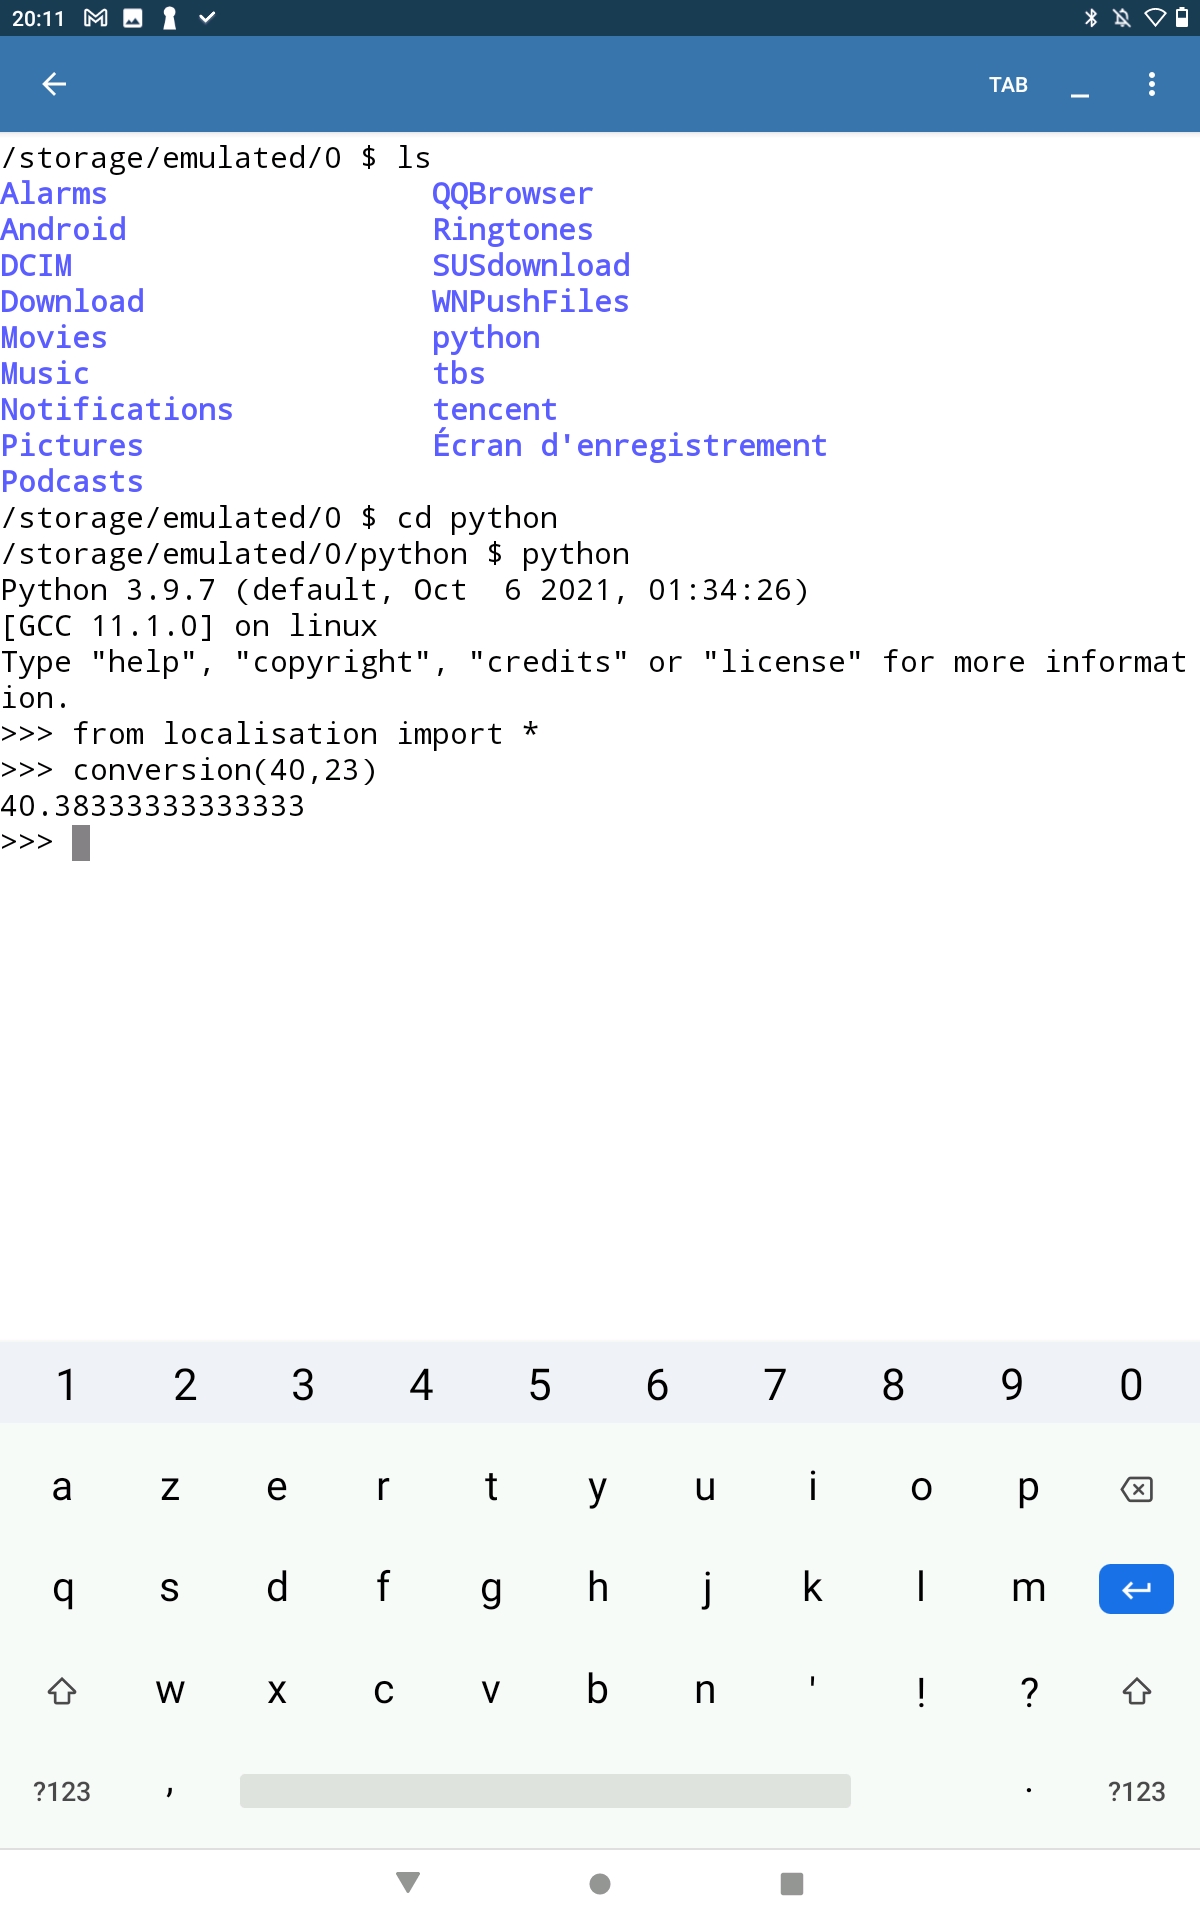 20:11
TAB _
/storage/emulated/0 $ ls
Alarms QQBrowser
Android Ringtones
DCIM SUSdownload
Download WNPushFiles
Movies python
Music tbs
Notifications tencent
Pictures Écran d'enregistrement
Podcasts
/storage/emulated/0 $ cd python
/storage/emulated/0/python $ python
Python 3.9.7 (default, Oct  6 2021, 01:34:26)
[GCC 11.1.0] on linux
Type "help", "copyright", "credits" or "license" for more informat
ion.
>>> from localisation import *
>>> conversion(40,23)
40.38333333333333
>>>
1 2 3 4 5 6 7 8 9 0
a z e r t y u i o p
q s d f g h j k l m
w x c v b n ' ! ?
?123 , . ?123